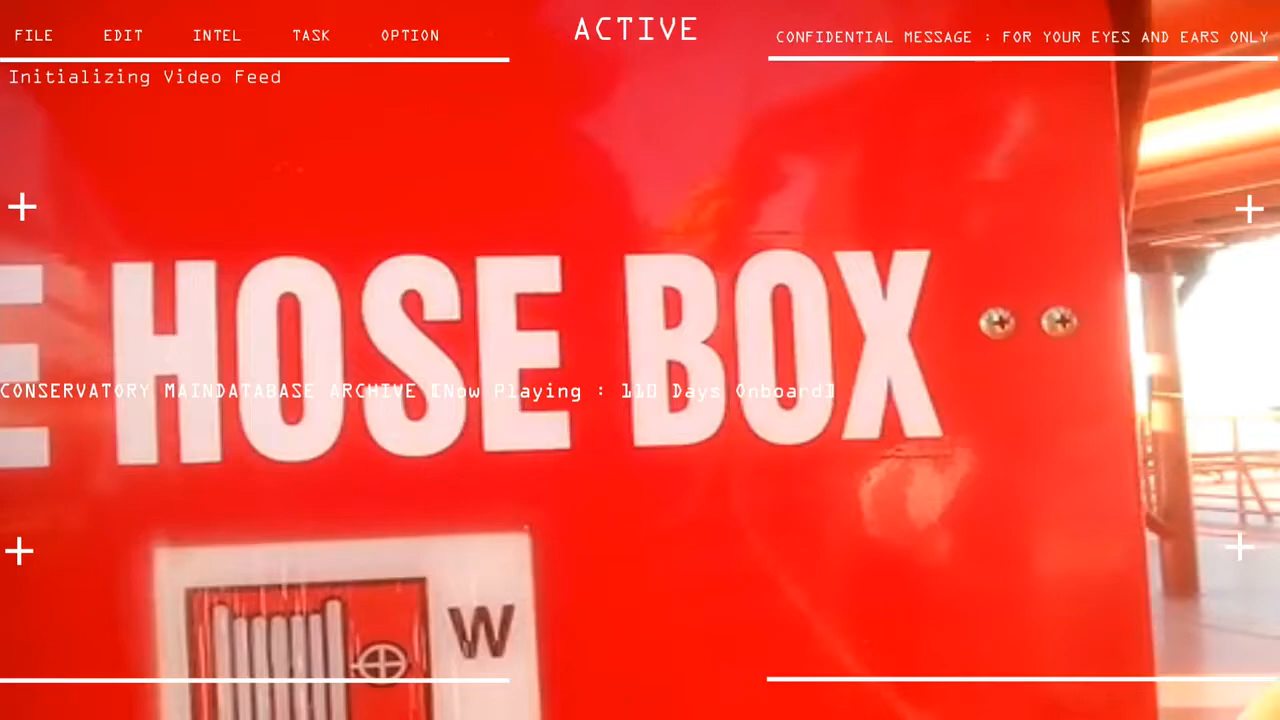 FILE EDIT INTEL TASK OPTION
ACTIVE
CONFIDENTIAL MESSAGE : FOR YOUR EYES AND EARS ONLY
Initializing Video Feed
E HOSE BOX
CONSERVATORY MAINDATABASE ARCHIVE [Now Playing : 110 Days Onboard]
W